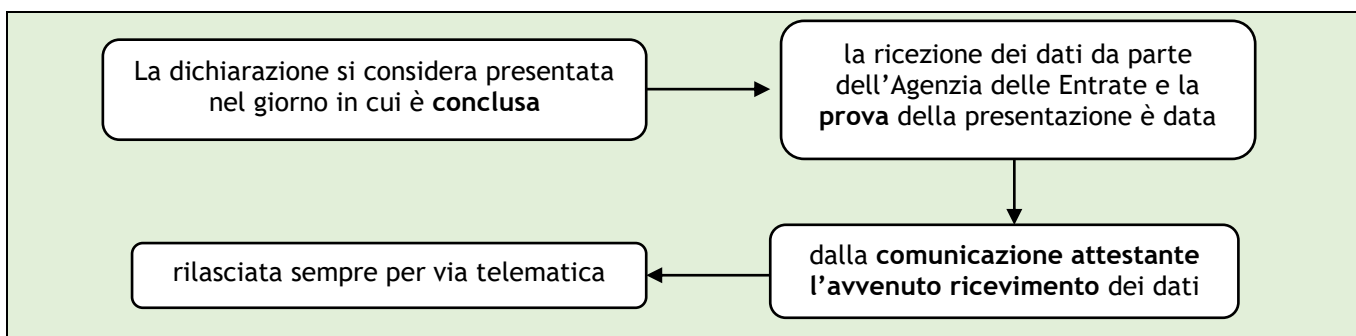 La dichiarazione si considera presentata
nel giorno in cui è conclusa
la ricezione dei dati da parte
dell’Agenzia delle Entrate e la
prova della presentazione è data
dalla comunicazione attestante
l’avvenuto ricevimento dei dati
rilasciata sempre per via telematica